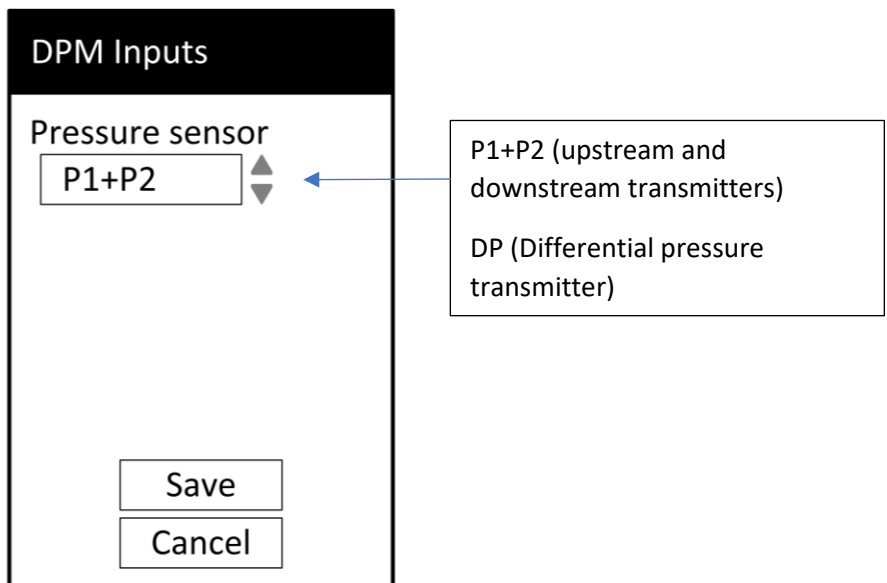 DPM Inputs
Pressure sensor
P1+P2
P1+P2 (upstream and
downstream transmitters)
DP (Differential pressure
transmitter)
Save
Cancel